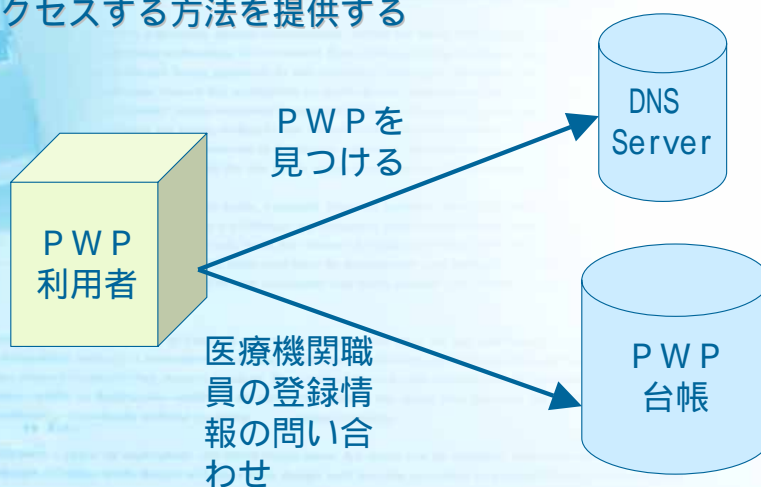 クセスする方法を提供する
ＰＷＰを
見つける
DNS
Server
ＰＷＰ
利用者
医療機関職
員の登録情
報の問い合
わせ
ＰＷＰ
台帳